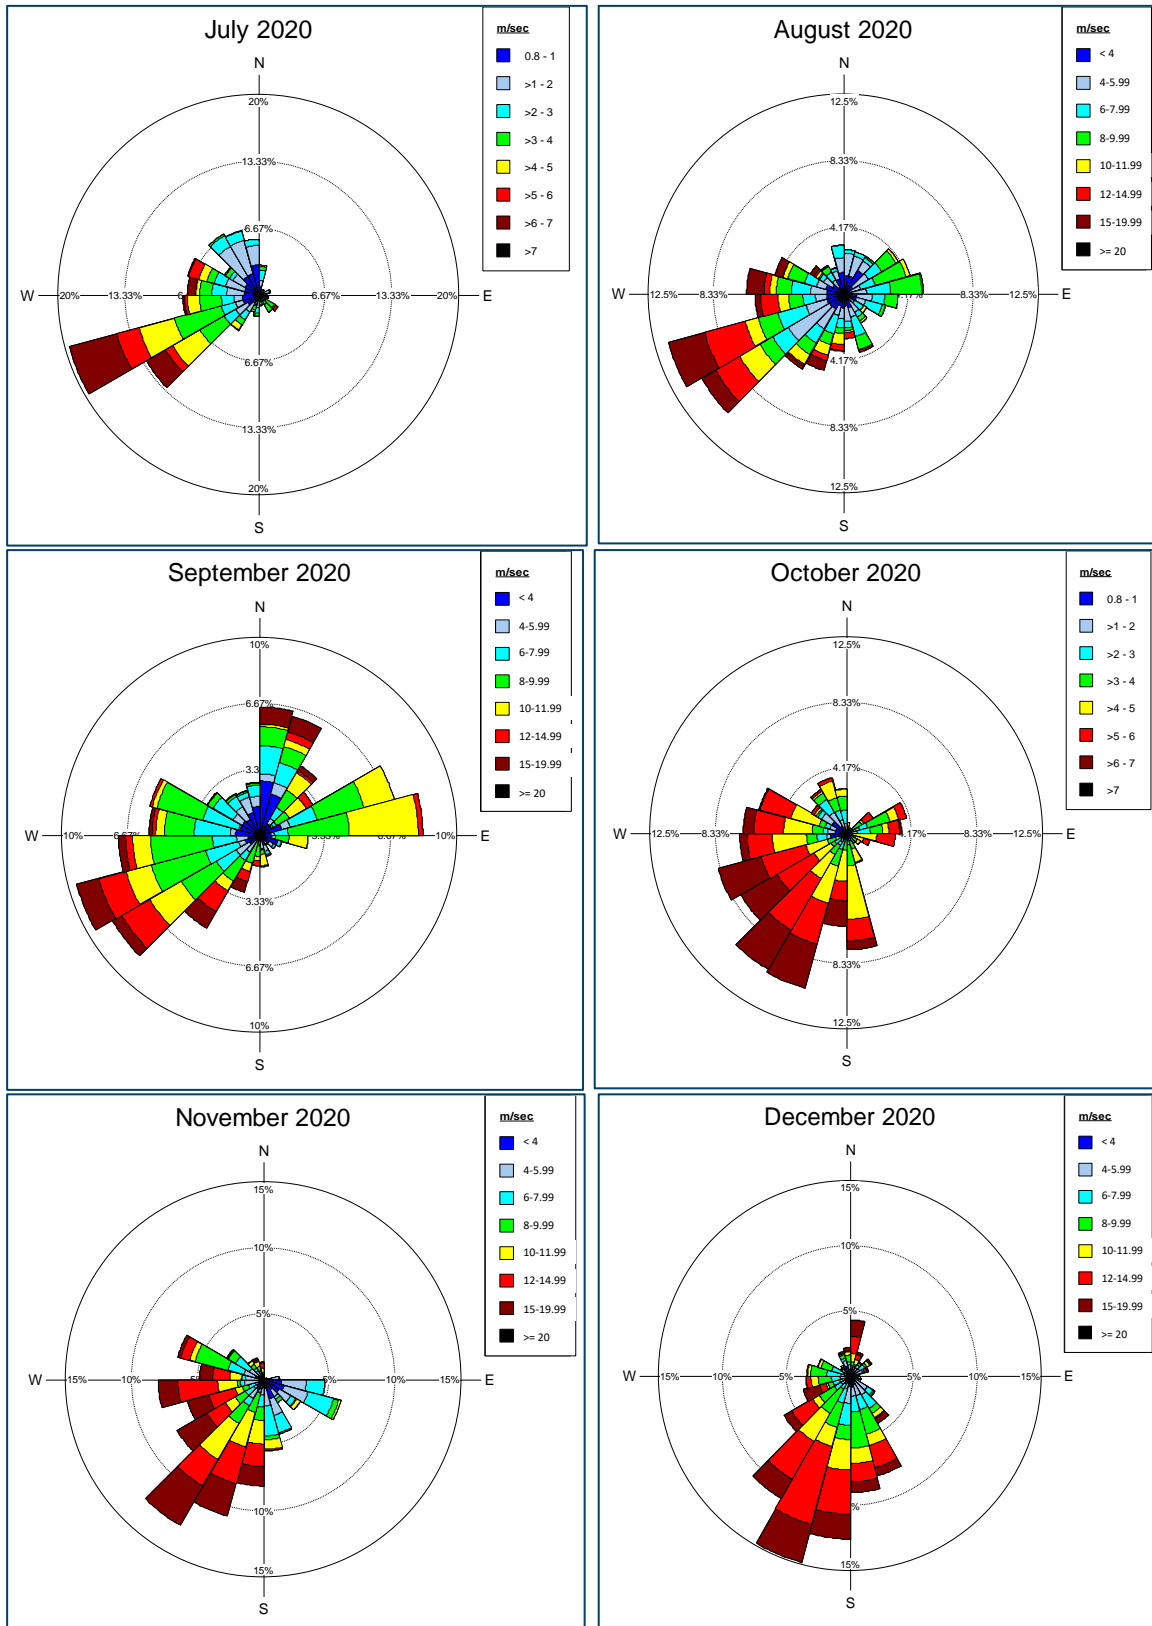 July 2020
m/sec
0.8 - 1
>1 - 2
>2 - 3
>3 - 4
>4 - 5
>5 - 6
>6 - 7
>7
N
20%
13.33%
6.67%
W
20%
13.33%
6.67%
13.33%
20%
E
6.67%
13.33%
20%
S
August 2020
m/sec
< 4
4-5.99
6-7.99
8-9.99
10-11.99
12-14.99
15-19.99
>= 20
N
12.5%
8.33%
4.17%
W
12.5%
8.33%
8.33%
12.5%
E
4.17%
8.33%
12.5%
S
September 2020
m/sec
< 4
4-5.99
6-7.99
8-9.99
10-11.99
12-14.99
15-19.99
>= 20
N
10%
6.67%
W
10%
10%
E
3.33%
6.67%
10%
S
October 2020
m/sec
0.8 - 1
>1 - 2
>2 - 3
>3 - 4
>4 - 5
>5 - 6
>6 - 7
>7
N
12.5%
8.33%
4.17%
W
12.5%
8.33%
4.17%
8.33%
12.5%
E
8.33%
12.5%
S
November 2020
m/sec
< 4
4-5.99
6-7.99
8-9.99
10-11.99
12-14.99
15-19.99
>= 20
N
15%
10%
5%
W
15%
10%
5%
10%
15%
E
10%
15%
S
December 2020
m/sec
< 4
4-5.99
6-7.99
8-9.99
10-11.99
12-14.99
15-19.99
>= 20
N
15%
10%
5%
W
15%
10%
5%
5%
10%
15%
E
15%
S